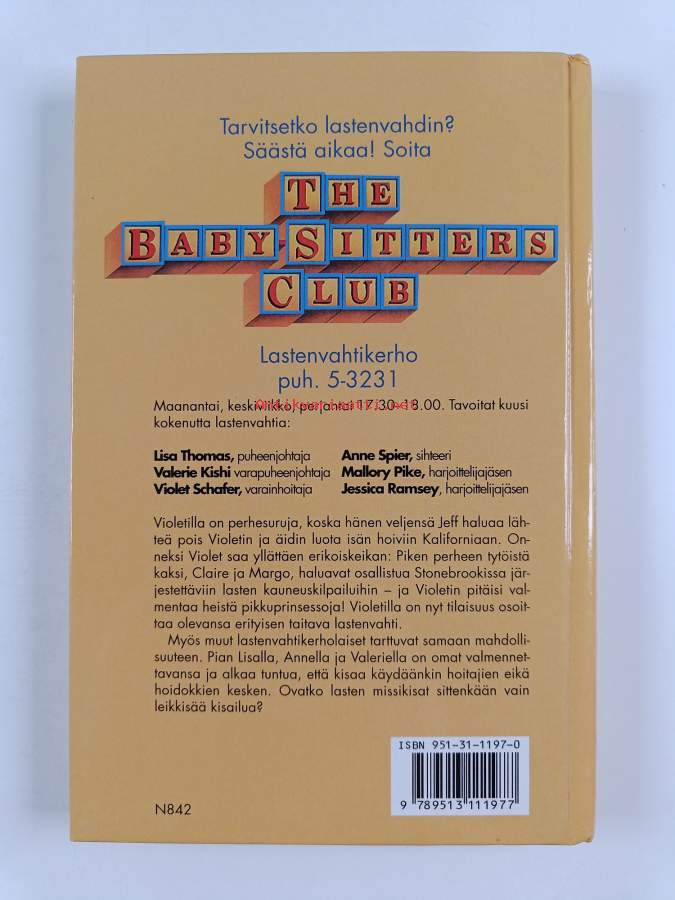 Tarvitsetko lastenvahdin?
Säästä aikaa! Soita
THE
BABY-SITTERS
CLUB
Lastenvahtikerho
puh. 5-3231
Maanantai, keskiviikko, perjantai 17.30–18.00. Tavoitat kuusi
kokenutta lastenvahtia:
Lisa Thomas, puheenjohtaja Anne Spier, sihteeri
Valerie Kishi varapuheenjohtaja Mallory Pike, harjoittelijajäsen
Violet Schafer, varainhoitaja Jessica Ramsey, harjoittelijajäsen
Violetilla on perhesuruja, koska hänen veljensä Jeff haluaa läh-
teä pois Violetin ja äidin luota isän hoiviin Kaliforniaan. On-
neksi Violet saa yllättäen erikoiskeikan: Piken perheen tytöistä
kaksi, Claire ja Margo, haluavat osallistua Stonebrookissa jär-
jestettäviin lasten kauneuskilpailuihin – ja Violetin pitäisi val-
mentaa heistä pikkuprinsessoja! Violetilla on nyt tilaisuus osoit-
taa olevansa erityisen taitava lastenvahti.
Myös muut lastenvahtikerholaiset tarttuvat samaan mahdolli-
suuteen. Pian Lisalla, Annella ja Valeriella on omat valmennet-
tavansa ja alkaa tuntua, että kisaa käydäänkin hoitajien eikä
hoidokkien kesken. Ovatko lasten missikisat sittenkään vain
leikkisää kisailua?
ISBN 951-31-1197-0
9 789513 111977
N842